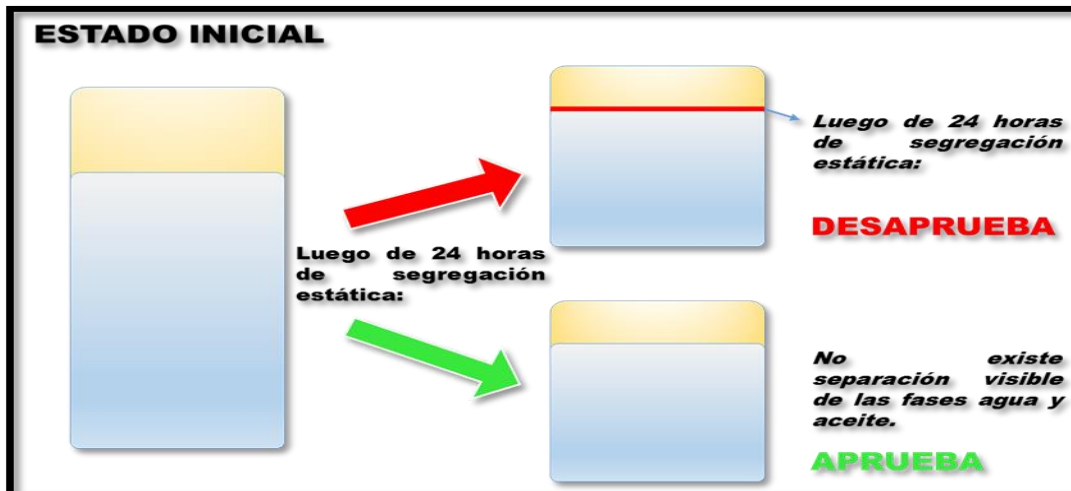 ESTADO INICIAL
Luego de 24 horas
de segregación
estática:
Luego de 24 horas
de segregación
estática:
DESAPRUEBA
No existe
separación visible
de las fases agua y
aceite.
APRUEBA